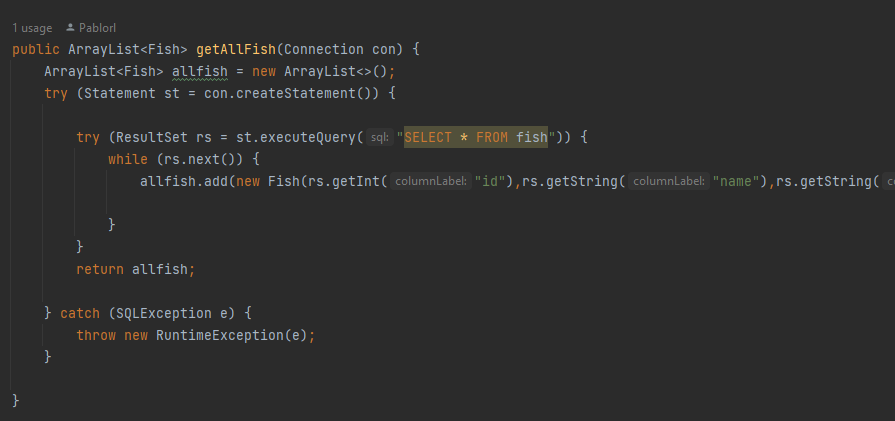 1 usage Pablorl
public ArrayList<Fish> getAllFish(Connection con) {
ArrayList<Fish> allfish = new ArrayList<>();
try (Statement st = con.createStatement()) {
try (ResultSet rs = st.executeQuery( sql: "SELECT * FROM fish")) {
while (rs.next()) {
allfish.add(new Fish(rs.getInt( columnLabel: "id"),rs.getString( columnLabel: "name"),rs.getString( co
}
}
return allfish;
} catch (SQLException e) {
throw new RuntimeException(e);
}
}